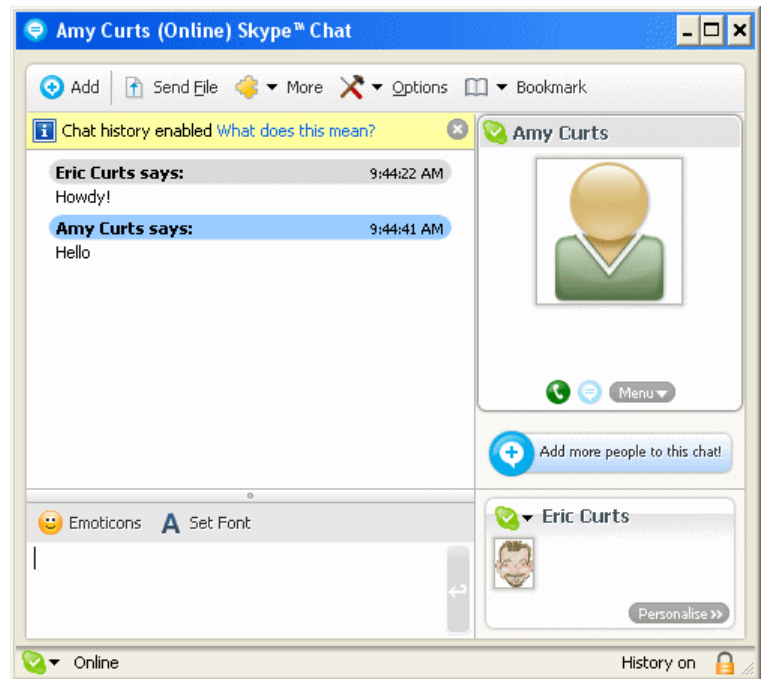 Amy Curts (Online) Skype™ Chat
Add Send File More Options Bookmark
Chat history enabled What does this mean?
Eric Curts says: 9:44:22 AM
Howdy!
Amy Curts says: 9:44:41 AM
Hello
Amy Curts
Menu
Add more people to this chat!
Emoticons A Set Font
Eric Curts
Personalise >>
Online
History on